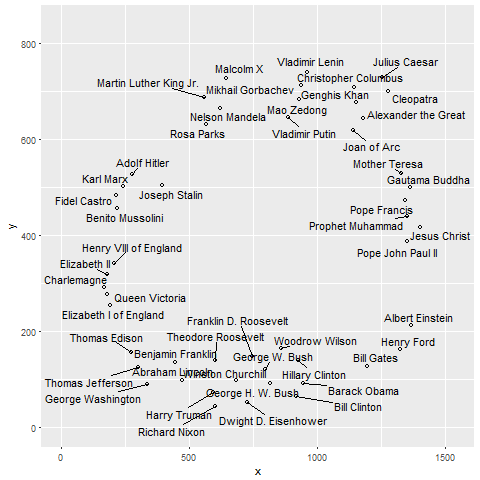 800
Vladimir Lenin
Julius Caesar
Malcolm X
Christopher Columbus
Martin Luther King Jr.
Mikhail Gorbachev
Genghis Khan
Cleopatra
Nelson Mandela
Mao Zedong
Alexander the Great
Rosa Parks
Vladimir Putin
600
Joan of Arc
Adolf Hitler
Mother Teresa
Karl Marx
Gautama Buddha
Joseph Stalin
Fidel Castro
Pope Francis
Benito Mussolini
Prophet Muhammad
y
Jesus Christ
400
Henry VIII of England
Pope John Paul II
Elizabeth II
Charlemagne
Queen Victoria
Elizabeth I of England
Franklin D. Roosevelt
Albert Einstein
200
Thomas Edison
Theodore Roosevelt
Woodrow Wilson
Henry Ford
Benjamin Franklin
George W. Bush
Bill Gates
Abraham Lincoln
Winston Churchill
Hillary Clinton
Thomas Jefferson
George H. W. Bush
Barack Obama
George Washington
Bill Clinton
Harry Truman
Dwight D. Eisenhower
0
Richard Nixon
0
500
1000
1500
x